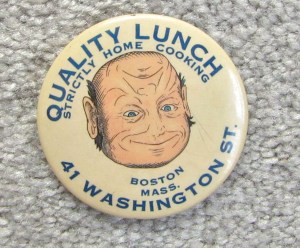 QUALITY LUNCH
STRICTLY HOME COOKING
BOSTON
MASS.
41 WASHINGTON ST.